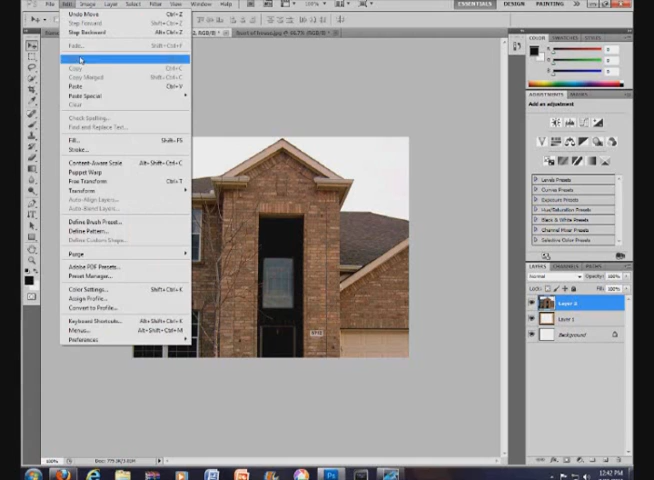 Edit Image Layer Select Filter View Window Help
ESSENTIALS DESIGN PAINTING
Undo Move Ctrl+Z
Step Forward Shift+Ctrl+Z
Step Backward Alt+Ctrl+Z
Fade... Shift+Ctrl+F
Copy Ctrl+C
Copy Merged Shift+Ctrl+C
Paste Ctrl+V
Paste Special
Clear
Check Spelling...
Find and Replace Text...
Fill... Shift+F5
Stroke...
Content-Aware Scale Alt+Shift+Ctrl+C
Puppet Warp
Free Transform Ctrl+T
Transform
Auto-Align Layers...
Auto-Blend Layers...
Define Brush Preset...
Define Pattern...
Define Custom Shape...
Purge
Adobe PDF Presets...
Preset Manager...
Color Settings... Shift+Ctrl+K
Assign Profile...
Convert to Profile...
Keyboard Shortcuts... Alt+Shift+Ctrl+K
Menus... Alt+Shift+Ctrl+M
Preferences
COLOR SWATCHES STYLES
ADJUSTMENTS MASKS
Add an adjustment
Levels Presets
Curves Presets
Exposure Presets
Hue/Saturation Presets
Black & White Presets
Channel Mixer Presets
Selective Color Presets
LAYERS CHANNELS PATHS
Normal Opacity: 100%
Lock: Fill: 100%
Layer 2
Layer 1
Background
100%
12:42 PM